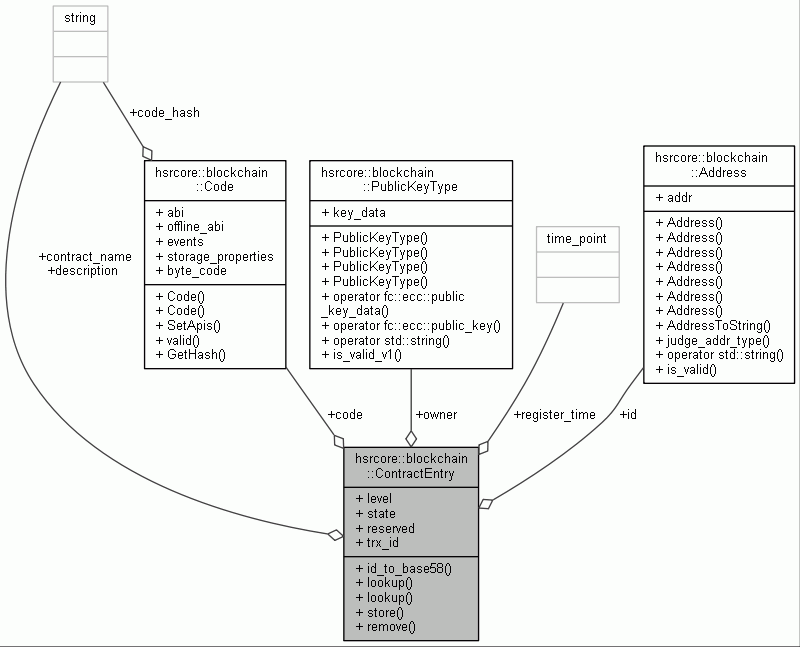 string
+code_hash
hsrcore::blockchain
::Code
+ abi
+ offline_abi
+ events
+ storage_properties
+ byte_code
+ Code()
+ Code()
+ SetApis()
+ valid()
+ GetHash()
hsrcore::blockchain
::PublicKeyType
+ key_data
+ PublicKeyType()
+ PublicKeyType()
+ PublicKeyType()
+ PublicKeyType()
+ operator fc::ecc::public
_key_data()
+ operator fc::ecc::public_key()
+ operator std::string()
+ is_valid_v1()
time_point
hsrcore::blockchain
::Address
+ addr
+ Address()
+ Address()
+ Address()
+ Address()
+ Address()
+ Address()
+ Address()
+ AddressToString()
+ judge_addr_type()
+ operator std::string()
+ is_valid()
+contract_name
+description
+code
+owner
+register_time
+id
hsrcore::blockchain
::ContractEntry
+ level
+ state
+ reserved
+ trx_id
+ id_to_base58()
+ lookup()
+ lookup()
+ store()
+ remove()